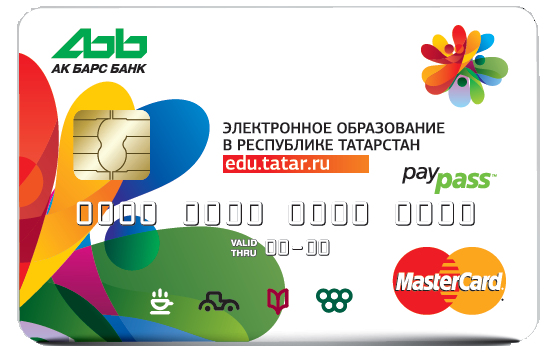 АК БАРС БАНК
ЭЛЕКТРОННОЕ ОБРАЗОВАНИЕ
В РЕСПУБЛИКЕ ТАТАРСТАН
edu.tatar.ru
paypass™
0000 0000 0000 0000
VALID THRU 00-00
MasterCard